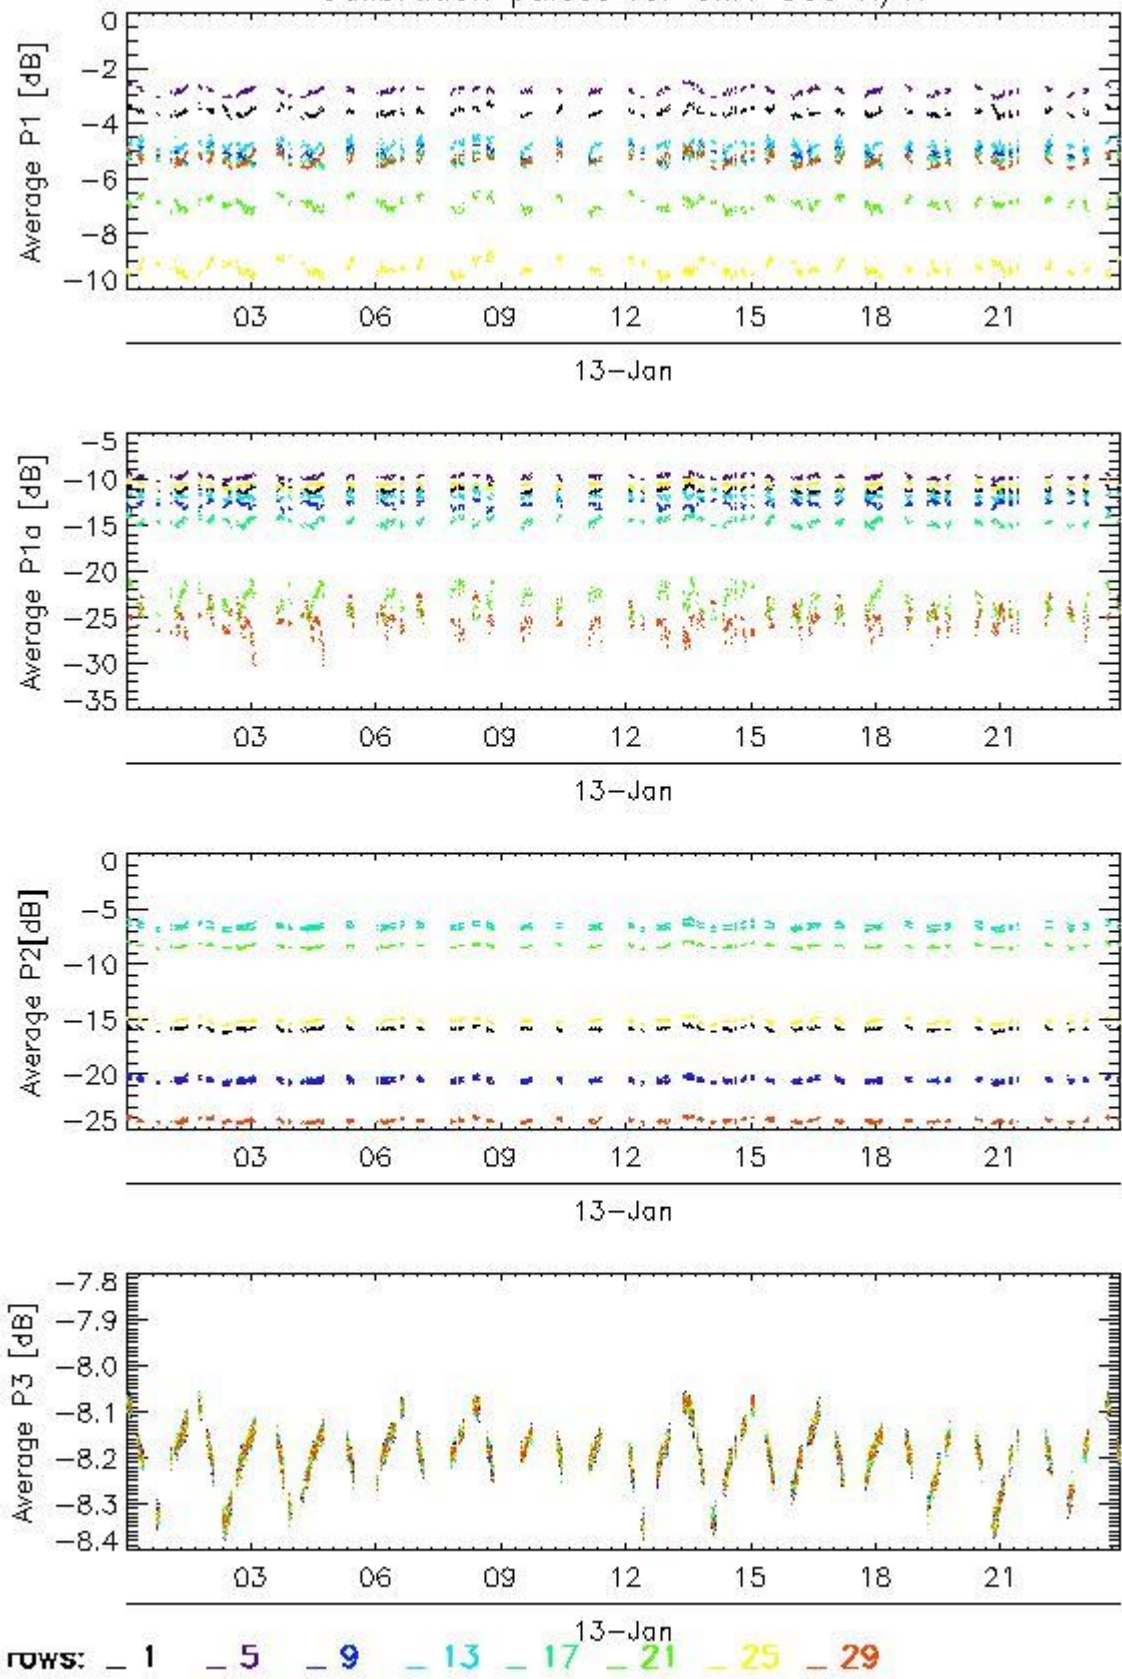 0
Average P1 [dB]
−2
−4
−6
−8
−10
03 06 09 12 15 18 21
13−Jan
−5
Average P1a [dB]
−10
−15
−20
−25
−30
−35
03 06 09 12 15 18 21
13−Jan
0
Average P2[dB]
−5
−10
−15
−20
−25
03 06 09 12 15 18 21
13−Jan
−7.8
Average P3 [dB]
−7.9
−8.0
−8.1
−8.2
−8.3
−8.4
03 06 09 12 15 18 21
13−Jan
rows: _ 1 _ 5 _ 9 _ 13 _ 17 _ 21 _ 25 _ 29